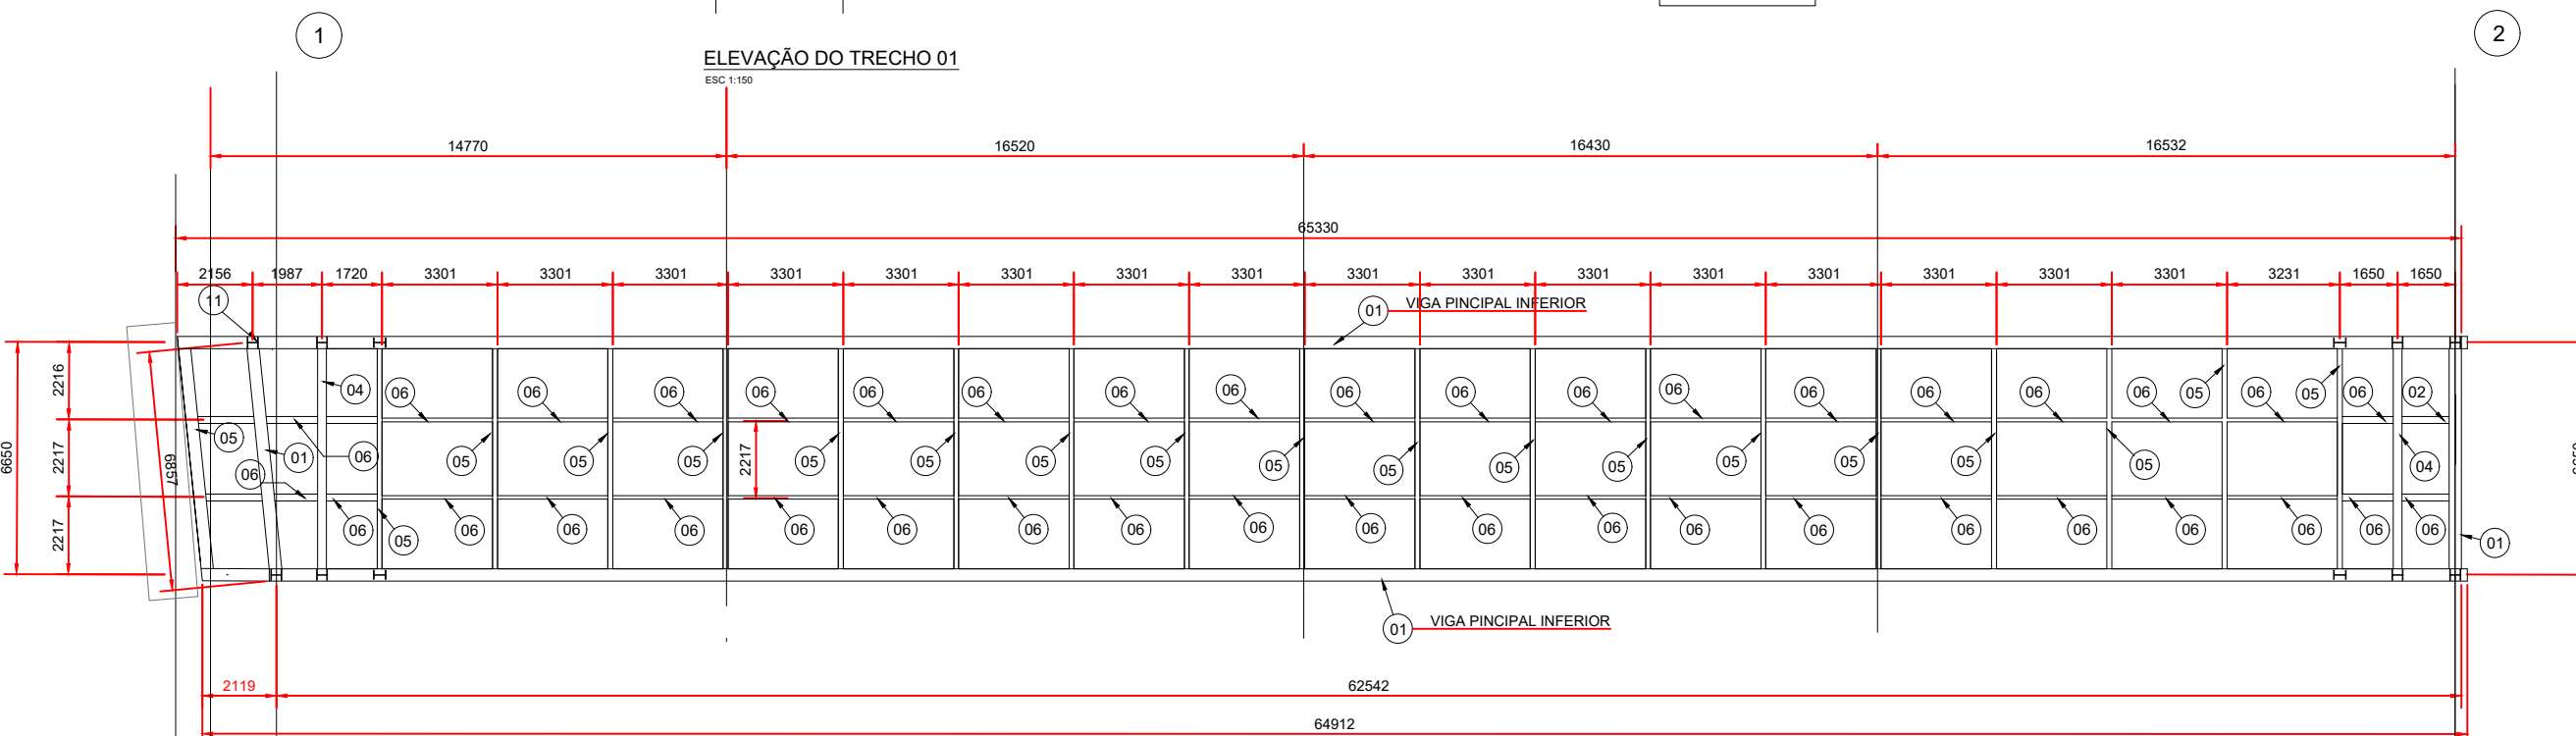 1
2
ELEVAÇÃO DO TRECHO 01
ESC 1:150
14770 16520 16430 16532
65330
2156 1987 1720 3301 3301 3301 3301 3301 3301 3301 3301 3301 3301 3301 3301 3301 3301 3301 3301 3231 1650 1650
11
01 VIGA PINCIPAL INFERIOR
2216
04 06 06 06 06 06 06 06 06 06 06 06 06 06 06 06 06 05 06 05 06 02
6650
2217
6857
05 01 06 06 05 05 05 2217 05 05 05 05 05 05 05 05 05 05 05 05 04
2217
06 05 06 06 06 06 06 06 06 06 06 06 06 06 06 06 06 06 06 06 06 01
01 VIGA PINCIPAL INFERIOR
2119 62542
64912